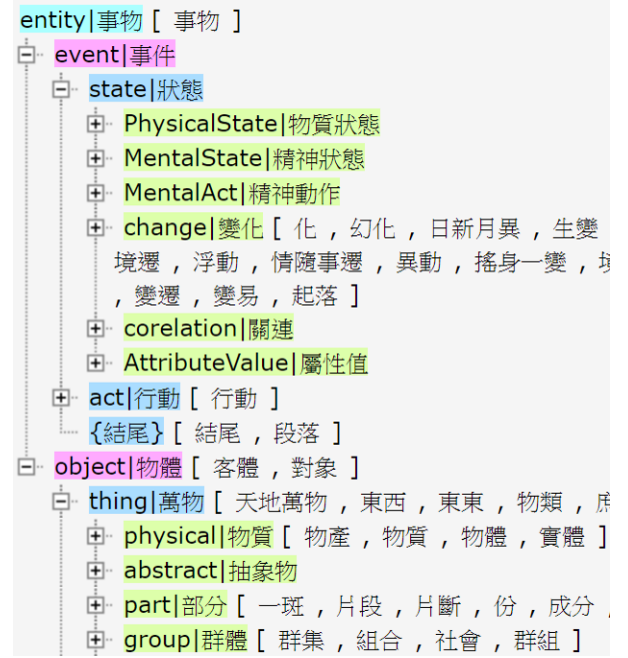 entity|事物 [ 事物 ]
event|事件
state|狀態
PhysicalState|物質狀態
MentalState|精神狀態
MentalAct|精神動作
change|變化 [ 化 , 幻化 , 日新月異 , 生變
境遷 , 浮動 , 情隨事遷 , 異動 , 搖身一變 ,
, 變遷 , 變易 , 起落 ]
corelation|關連
AttributeValue|屬性值
act|行動 [ 行動 ]
{結尾} [ 結尾 , 段落 ]
object|物體 [ 客體 , 對象 ]
thing|萬物 [ 天地萬物 , 東西 , 東東 , 物類 ,
physical|物質 [ 物產 , 物質 , 物體 , 實體 ]
abstract|抽象物
part|部分 [ 一斑 , 片段 , 片斷 , 份 , 成分 ,
group|群體 [ 群集 , 組合 , 社會 , 群組 ]